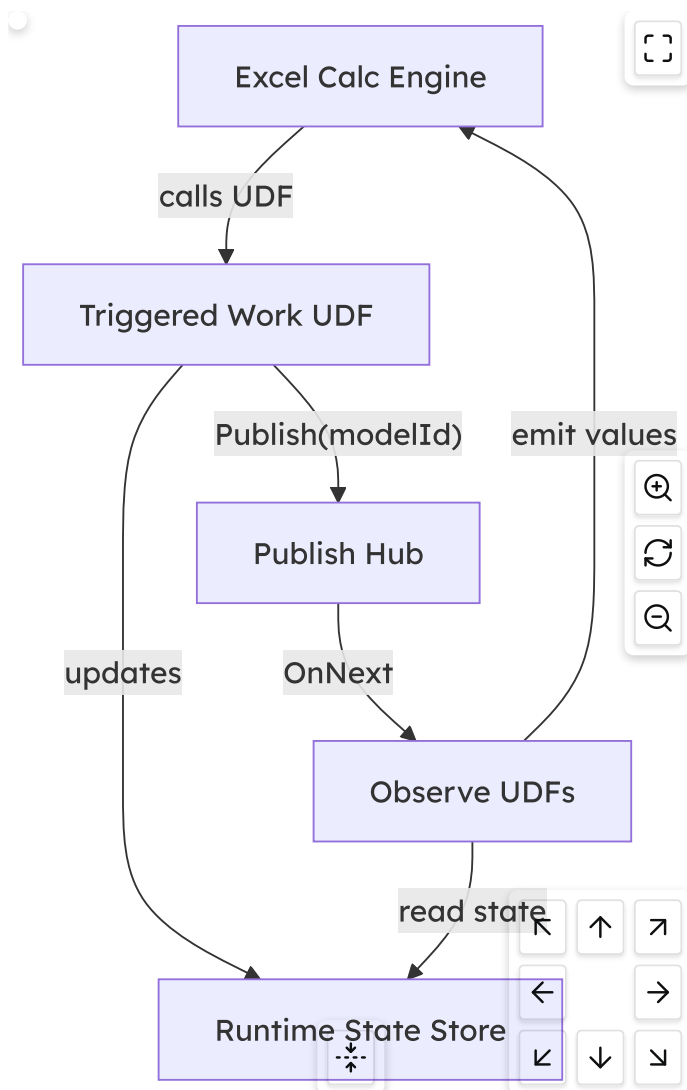 Excel Calc Engine
calls UDF
Triggered Work UDF
Publish(modelId)
emit values
Publish Hub
updates
OnNext
Observe UDFs
read state
Runtime State Store